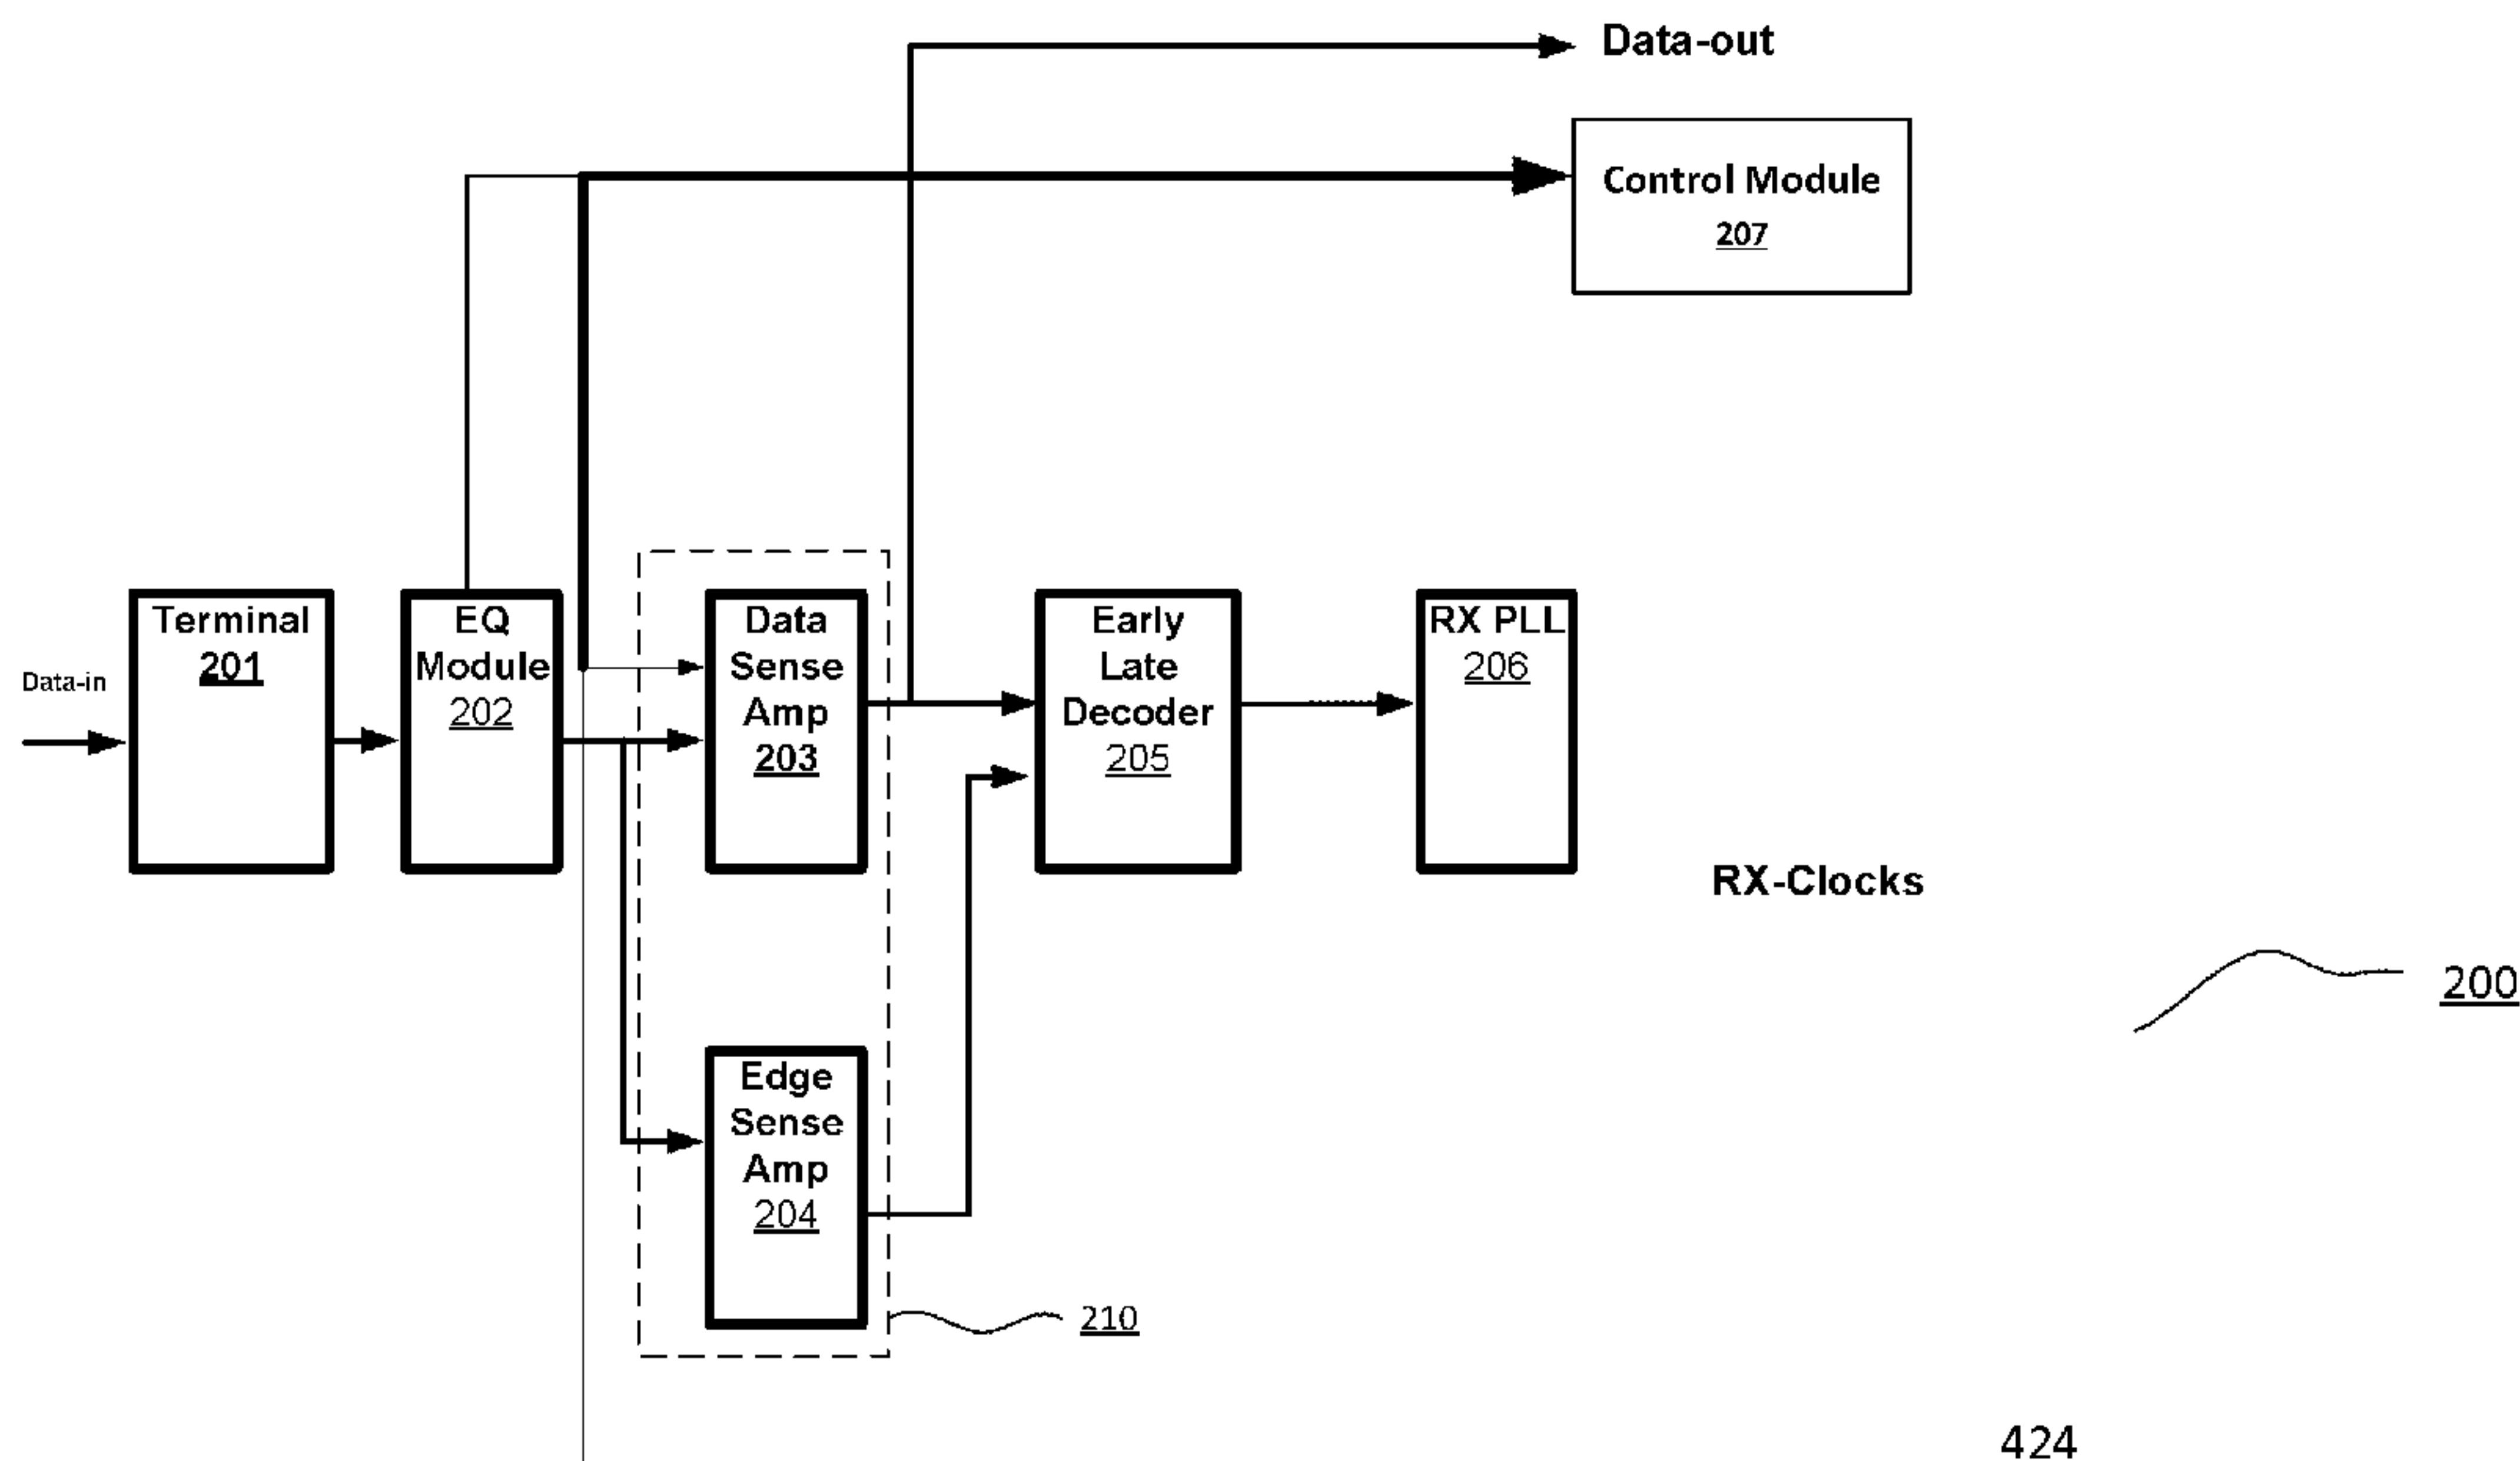 Data-out
Control Module
207
Terminal
201
EQ
Module
202
Data
Sense
Amp
203
Early
Late
Decoder
205
RX PLL
206
Data-in
RX-Clocks
200
Edge
Sense
Amp
204
210
424